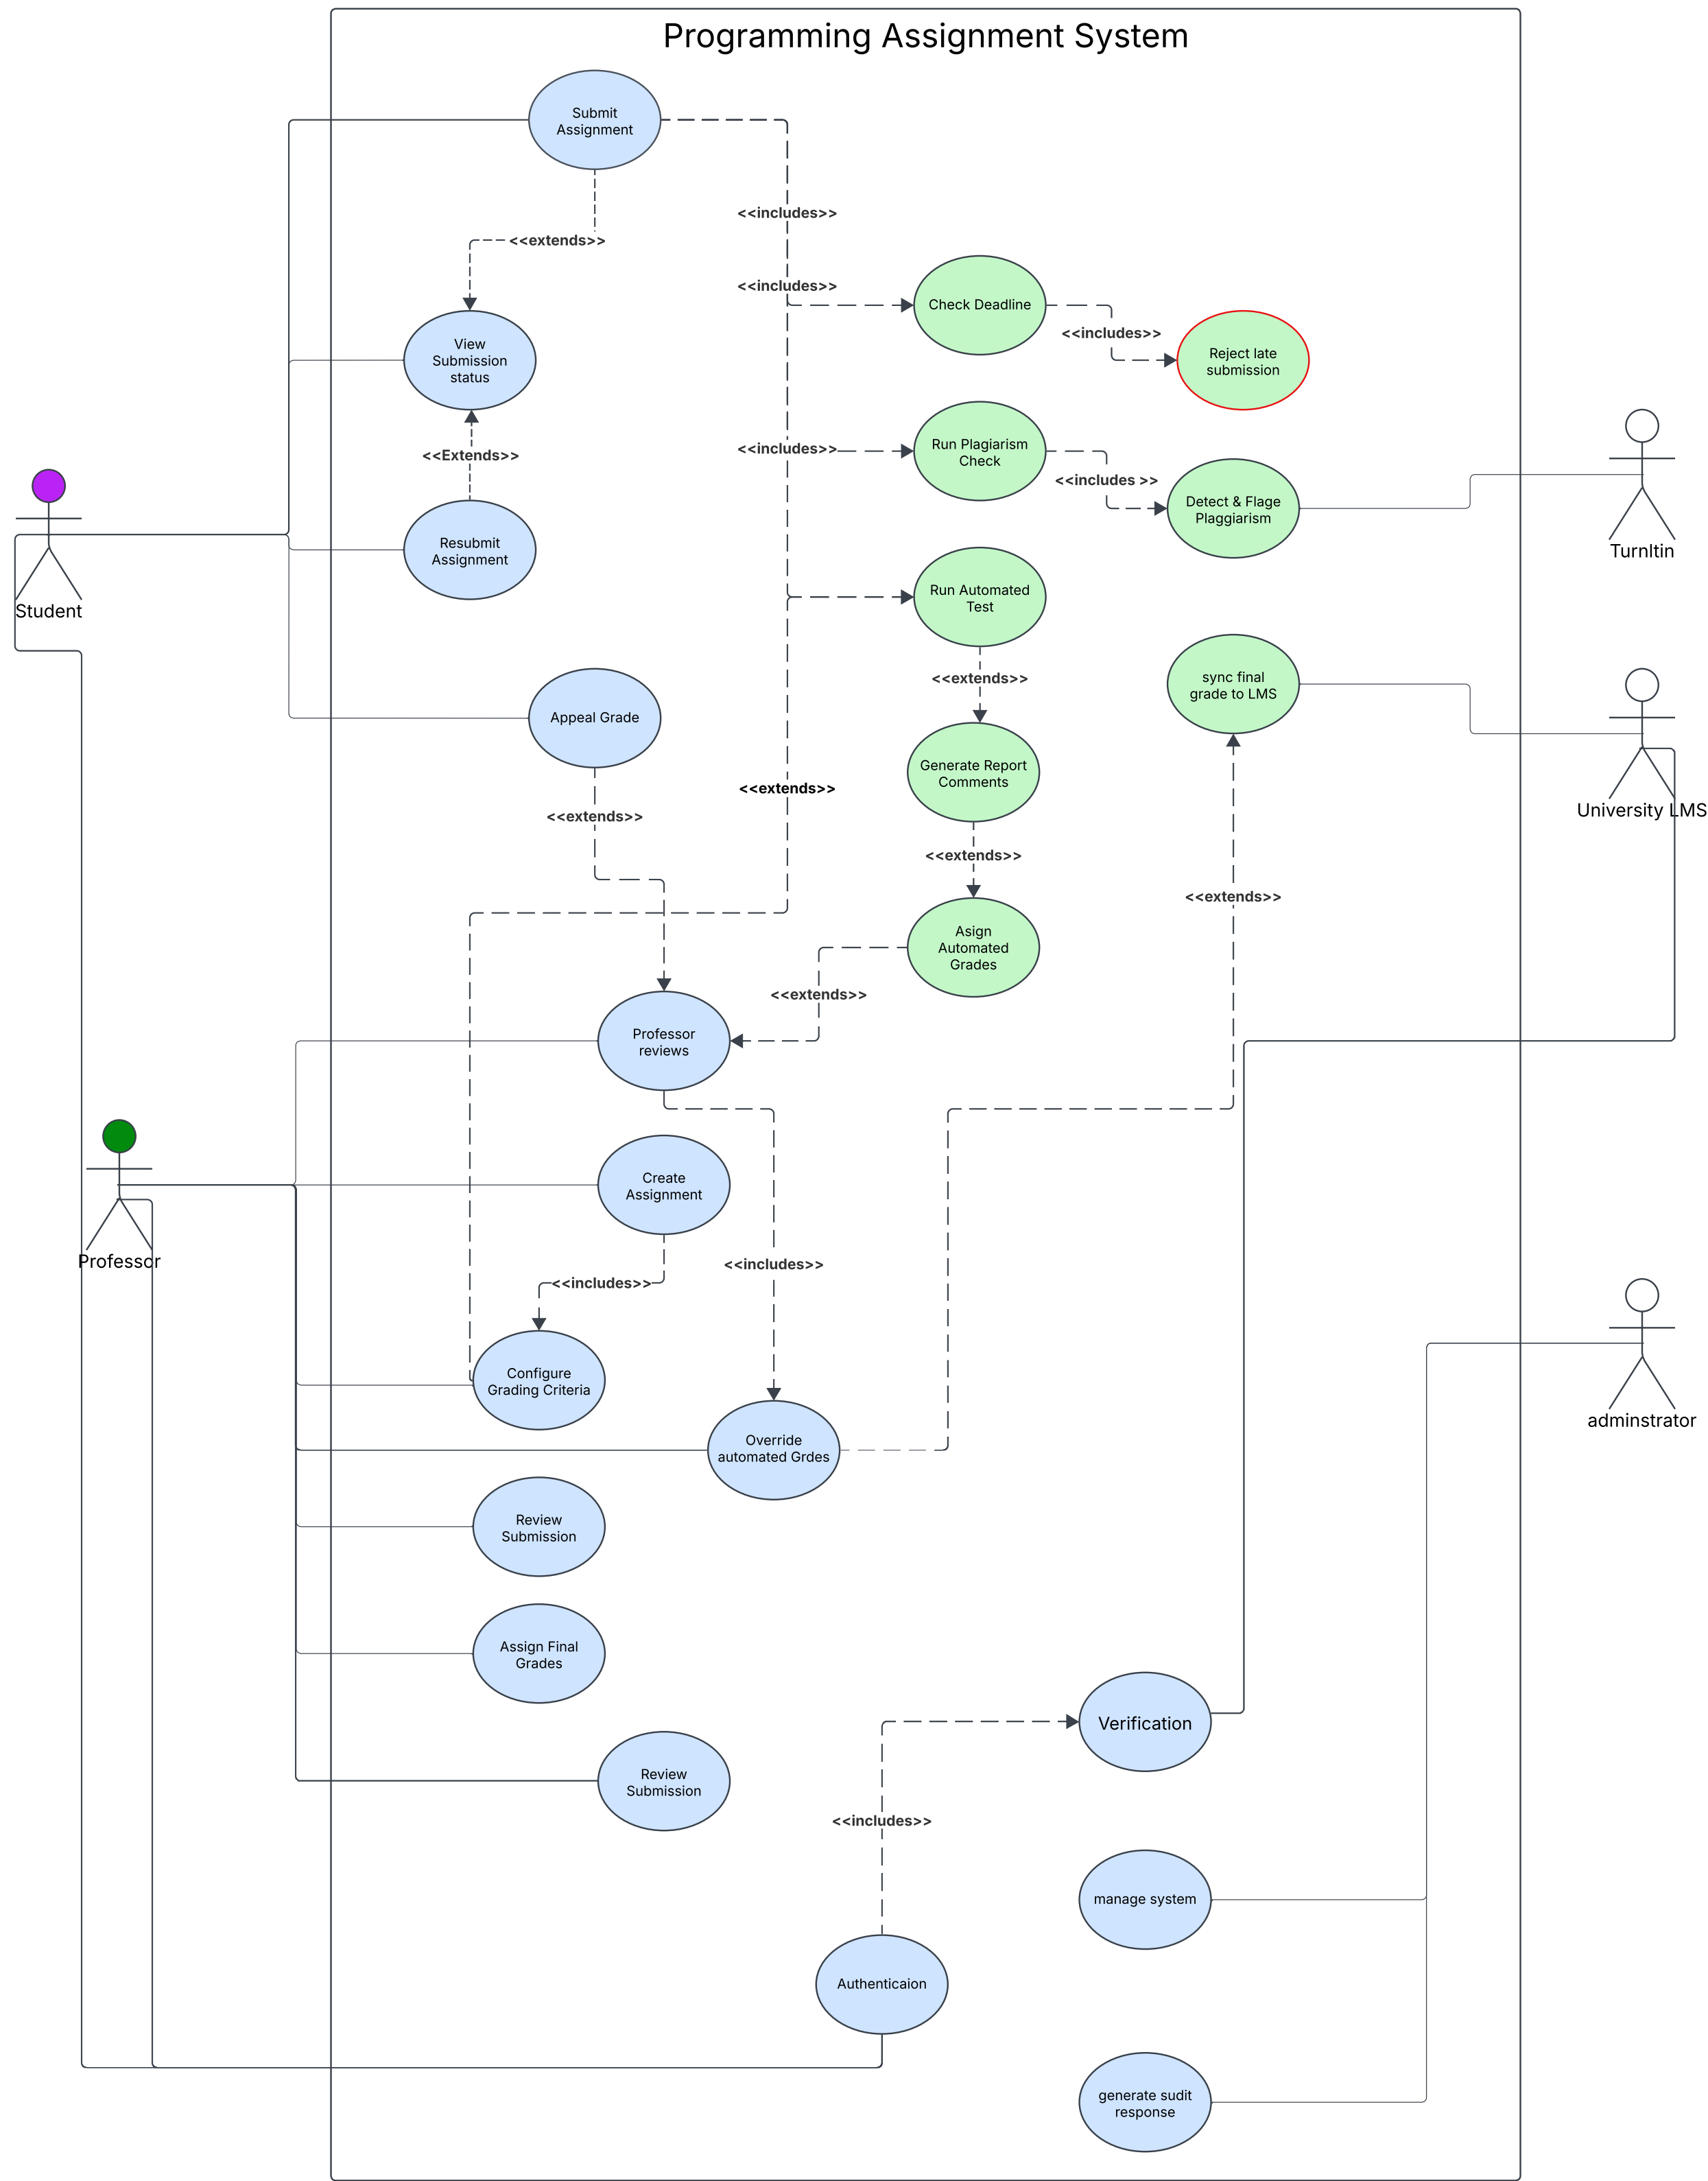 Programming Assignment System
Submit
Assignment
<<includes>>
<<extends>>
<<includes>>
Check Deadline
<<includes>>
View
Submission
status
Reject late
submission
<<includes>>
Run Plagiarism
Check
<<Extends>>
<<includes >>
Detect & Flage
Plaggiarism
TurnItin
Resubmit
Assignment
Student
Run Automated
Test
<<extends>>
sync final
grade to LMS
Appeal Grade
Generate Report
Comments
<<extends>>
<<extends>>
University LMS
<<extends>>
<<extends>>
Asign
Automated
Grades
<<extends>>
Professor
reviews
Create
Assignment
Professor
<<includes>>
<<includes>>
Configure
Grading Criteria
adminstrator
Override
automated Grdes
Review
Submission
Assign Final
Grades
Verification
Review
Submission
<<includes>>
manage system
Authenticaion
generate sudit
response